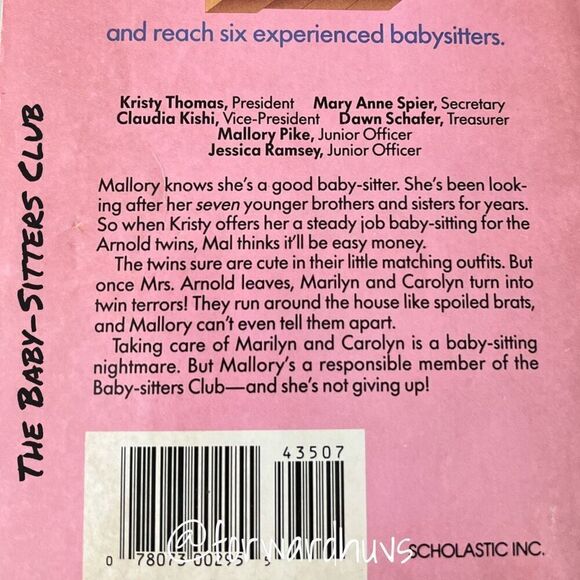 and reach six experienced babysitters.
Kristy Thomas, President Mary Anne Spier, Secretary
Claudia Kishi, Vice-President Dawn Schafer, Treasurer
Mallory Pike, Junior Officer
Jessica Ramsey, Junior Officer
THE BABY-SITTERS CLUB
Mallory knows she's a good baby-sitter. She's been look-
ing after her seven younger brothers and sisters for years.
So when Kristy offers her a steady job baby-sitting for the
Arnold twins, Mal thinks it'll be easy money.
The twins sure are cute in their little matching outfits. But
once Mrs. Arnold leaves, Marilyn and Carolyn turn into
twin terrors! They run around the house like spoiled brats,
and Mallory can't even tell them apart.
Taking care of Marilyn and Carolyn is a baby-sitting
nightmare. But Mallory's a responsible member of the
Baby-sitters Club—and she's not giving up!
43507
0 78073 00295 5
@forwardhuvs
SCHOLASTIC INC.